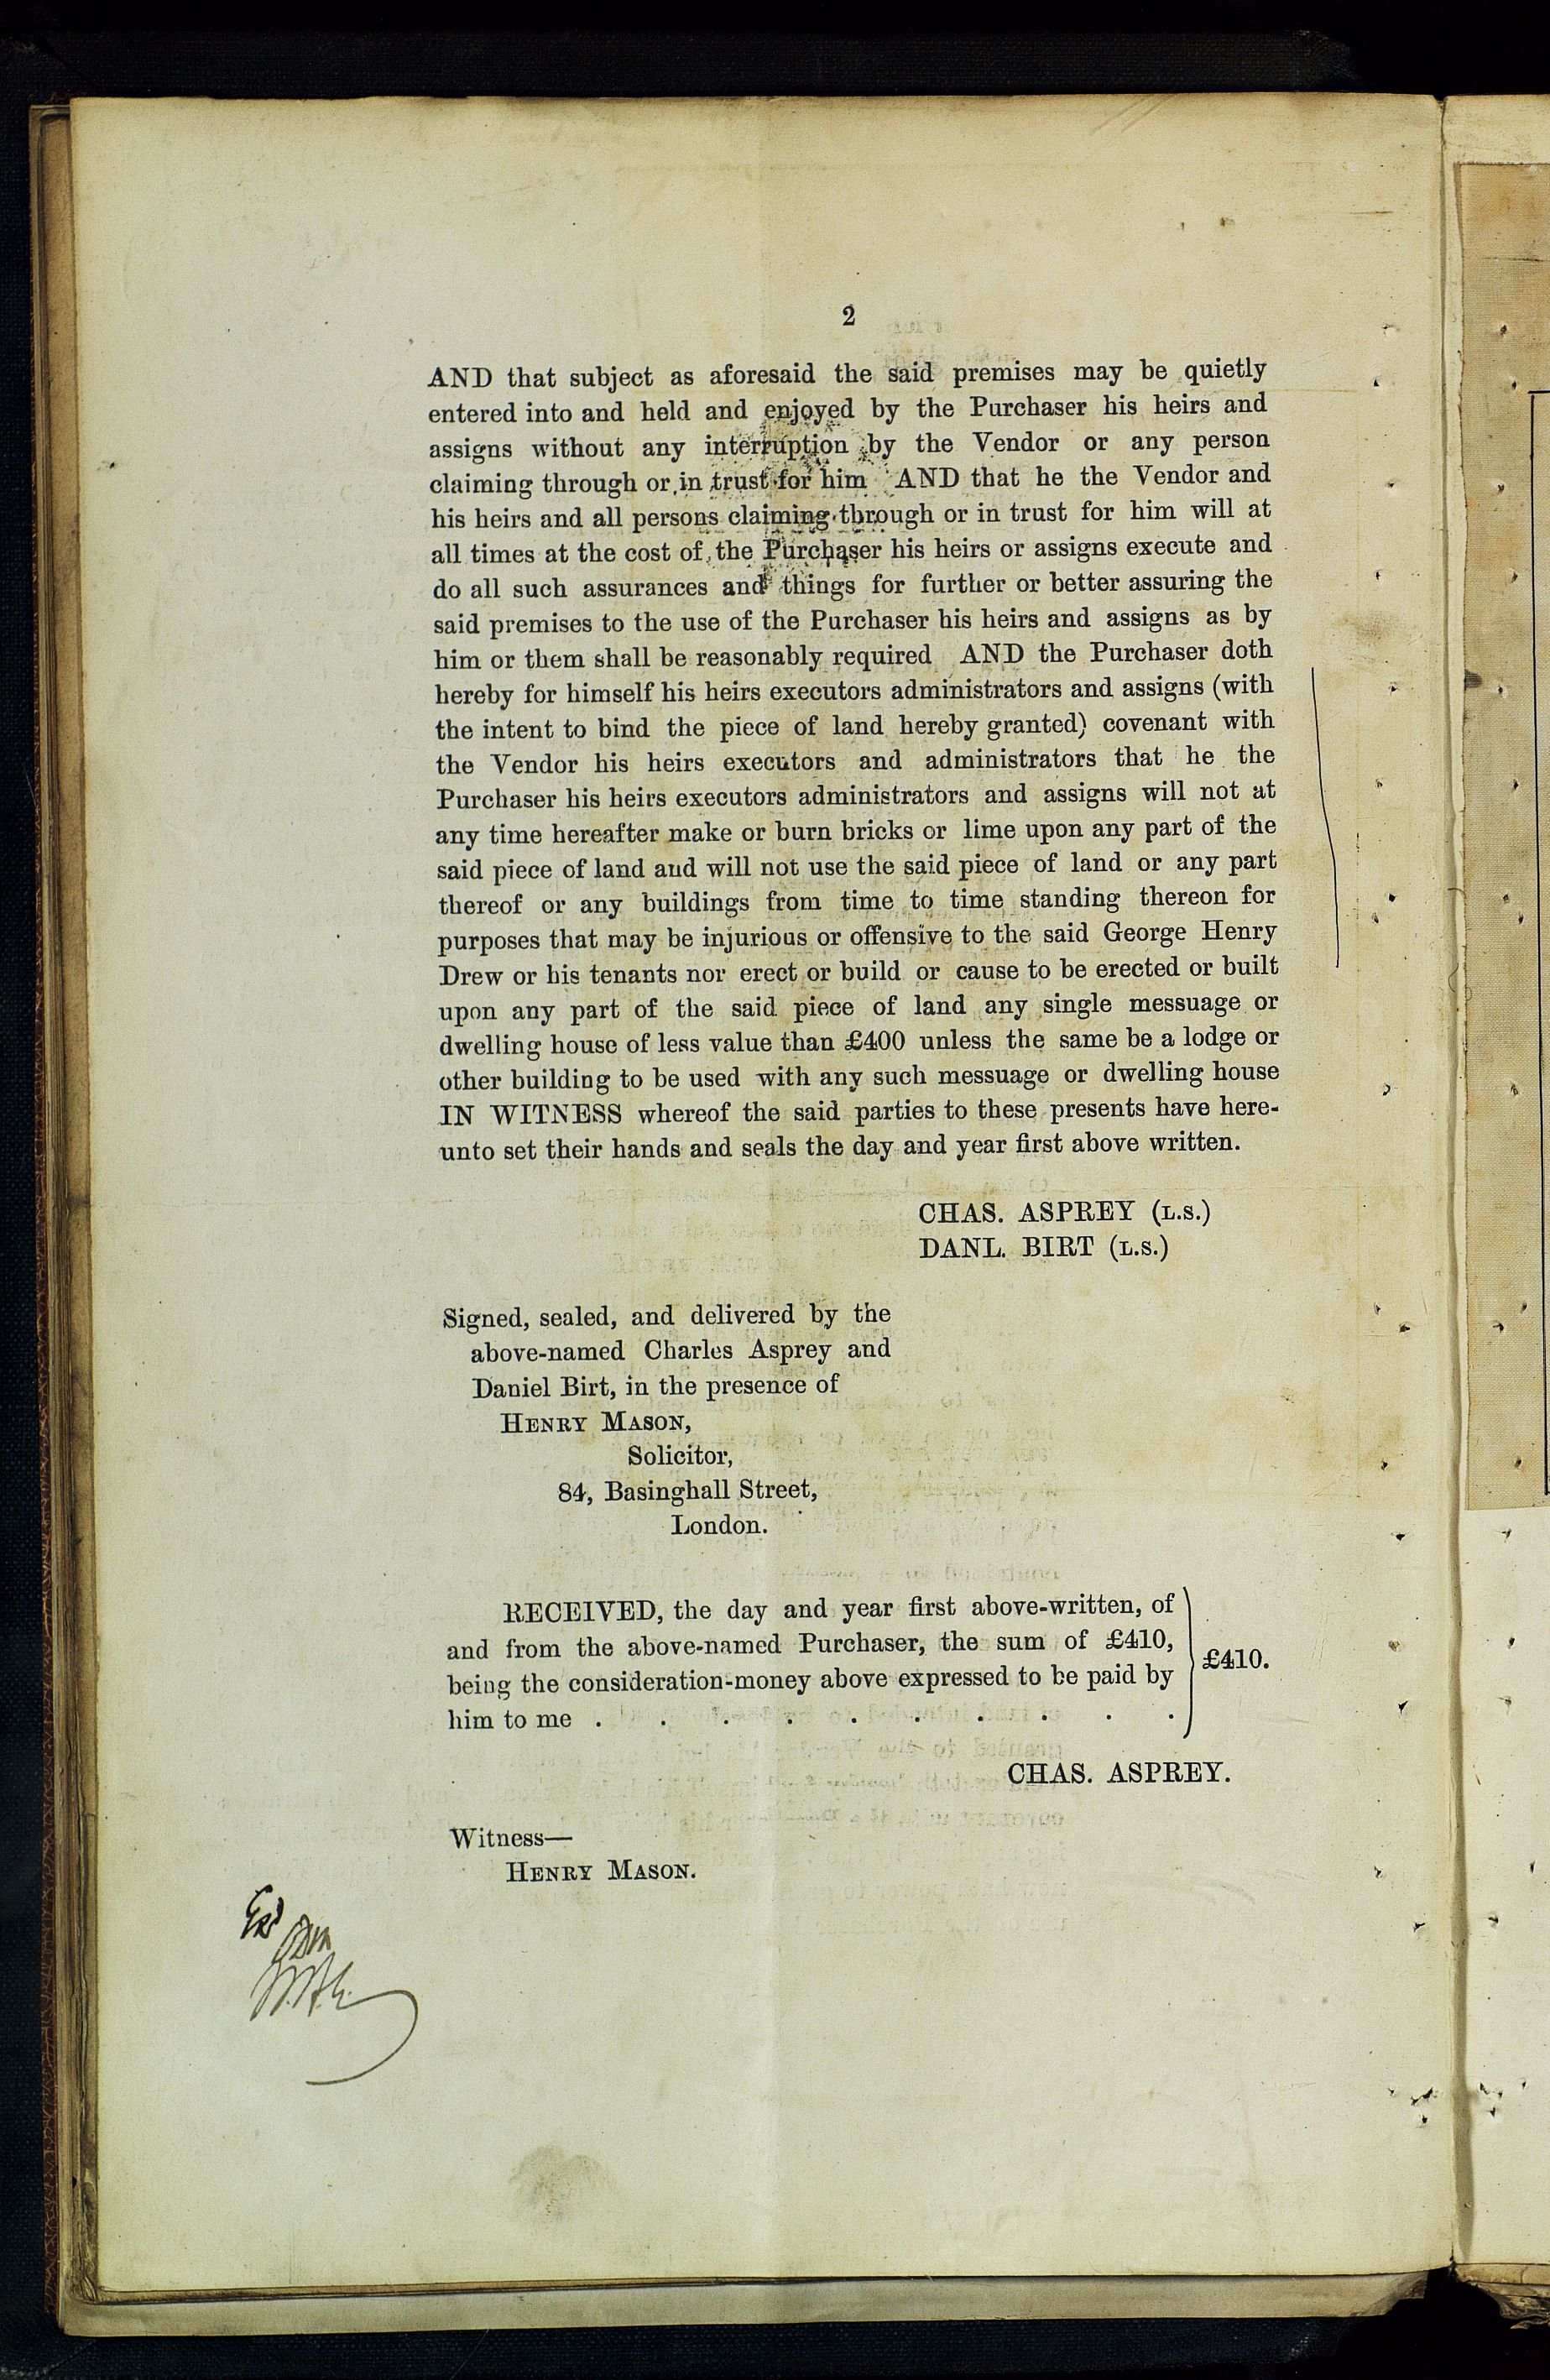 2
AND that subject as aforesaid the said premises may be quietly
entered into and held and enjoyed by the Purchaser his heirs and
assigns without any interruption by the Vendor or any person
claiming through or in trust for him AND that he the Vendor and
his heirs and all persons claiming through or in trust for him will at
all times at the cost of the Purchaser his heirs or assigns execute and
do all such assurances and things for further or better assuring the
said premises to the use of the Purchaser his heirs and assigns as by
him or them shall be reasonably required AND the Purchaser doth
hereby for himself his heirs executors administrators and assigns (with
the intent to bind the piece of land hereby granted) covenant with
the Vendor his heirs executors and administrators that he the
Purchaser his heirs executors administrators and assigns will not at
any time hereafter make or burn bricks or lime upon any part of the
said piece of land and will not use the said piece of land or any part
thereof or any buildings from time to time standing thereon for
purposes that may be injurious or offensive to the said George Henry
Drew or his tenants nor erect or build or cause to be erected or built
upon any part of the said piece of land any single messuage or
dwelling house of less value than £400 unless the same be a lodge or
other building to be used with any such messuage or dwelling house
IN WITNESS whereof the said parties to these presents have here-
unto set their hands and seals the day and year first above written.
CHAS. ASPREY (L.S.)
DANL. BIRT (L.S.)
Signed, sealed, and delivered by the
above-named Charles Asprey and
Daniel Birt, in the presence of
HENRY MASON,
Solicitor,
84, Basinghall Street,
London.
RECEIVED, the day and year first above-written, of
and from the above-named Purchaser, the sum of £410,
being the consideration-money above expressed to be paid by
him to me . . . . . . . . . .
£410.
CHAS. ASPREY.
Witness—
HENRY MASON.